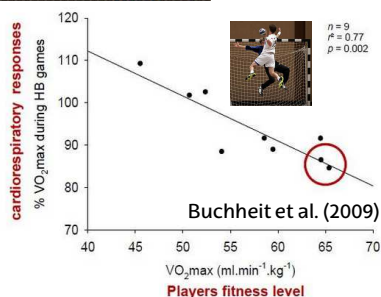 cardiorespiratory responses
% VO2max during HB games
120
110
100
90
80
70
n = 9
r² = 0.77
p = 0.002
Buchheit et al. (2009)
40 45 50 55 60 65 70
VO₂max (ml.min⁻¹.kg⁻¹)
Players fitness level